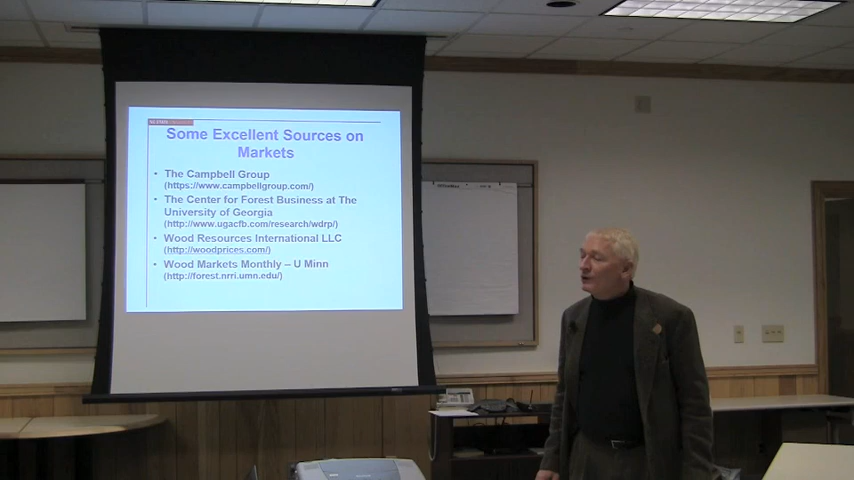 NC STATE
Some Excellent Sources on
Markets
• The Campbell Group
(https://www.campbellgroup.com/)
• The Center for Forest Business at The
University of Georgia
(http://www.ugacfb.com/research/wdrp/)
• Wood Resources International LLC
(http://woodprices.com/)
• Wood Markets Monthly – U Minn
(http://forest.nrri.umn.edu/)